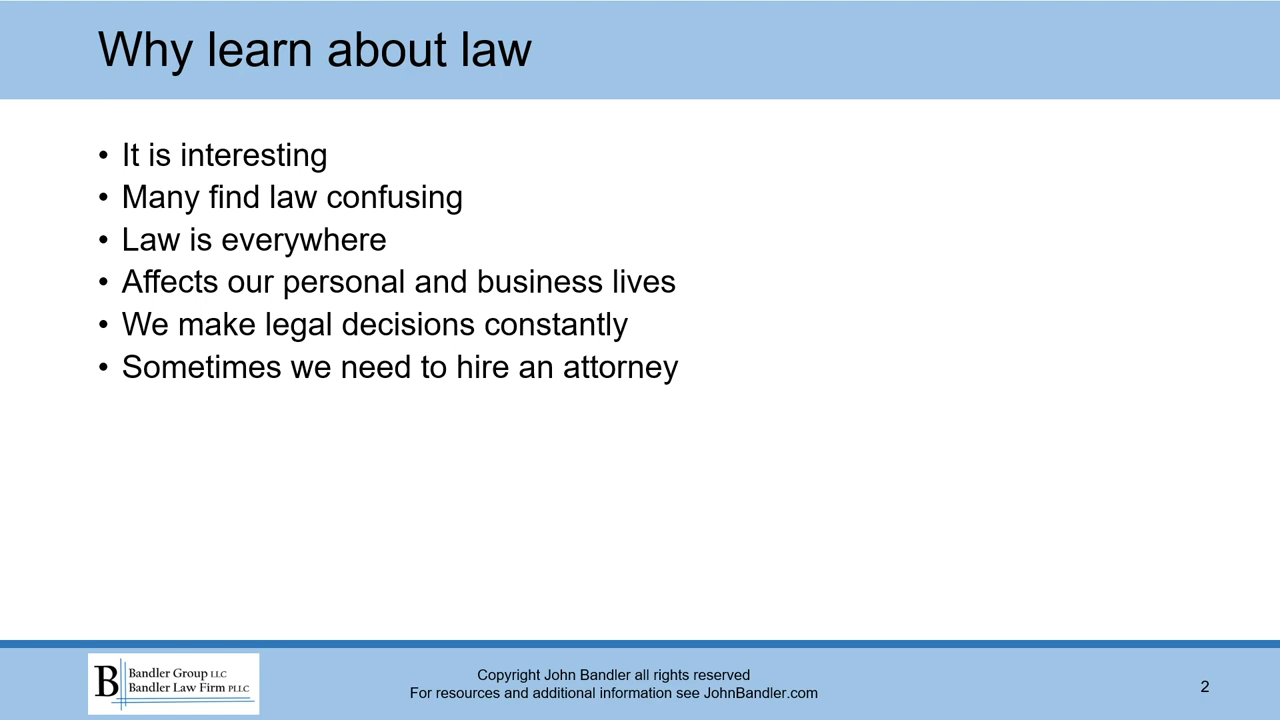 Why learn about law
• It is interesting
• Many find law confusing
• Law is everywhere
• Affects our personal and business lives
• We make legal decisions constantly
• Sometimes we need to hire an attorney
B
Bandler Group LLC
Bandler Law Firm PLLC
Copyright John Bandler all rights reserved
For resources and additional information see JohnBandler.com
2